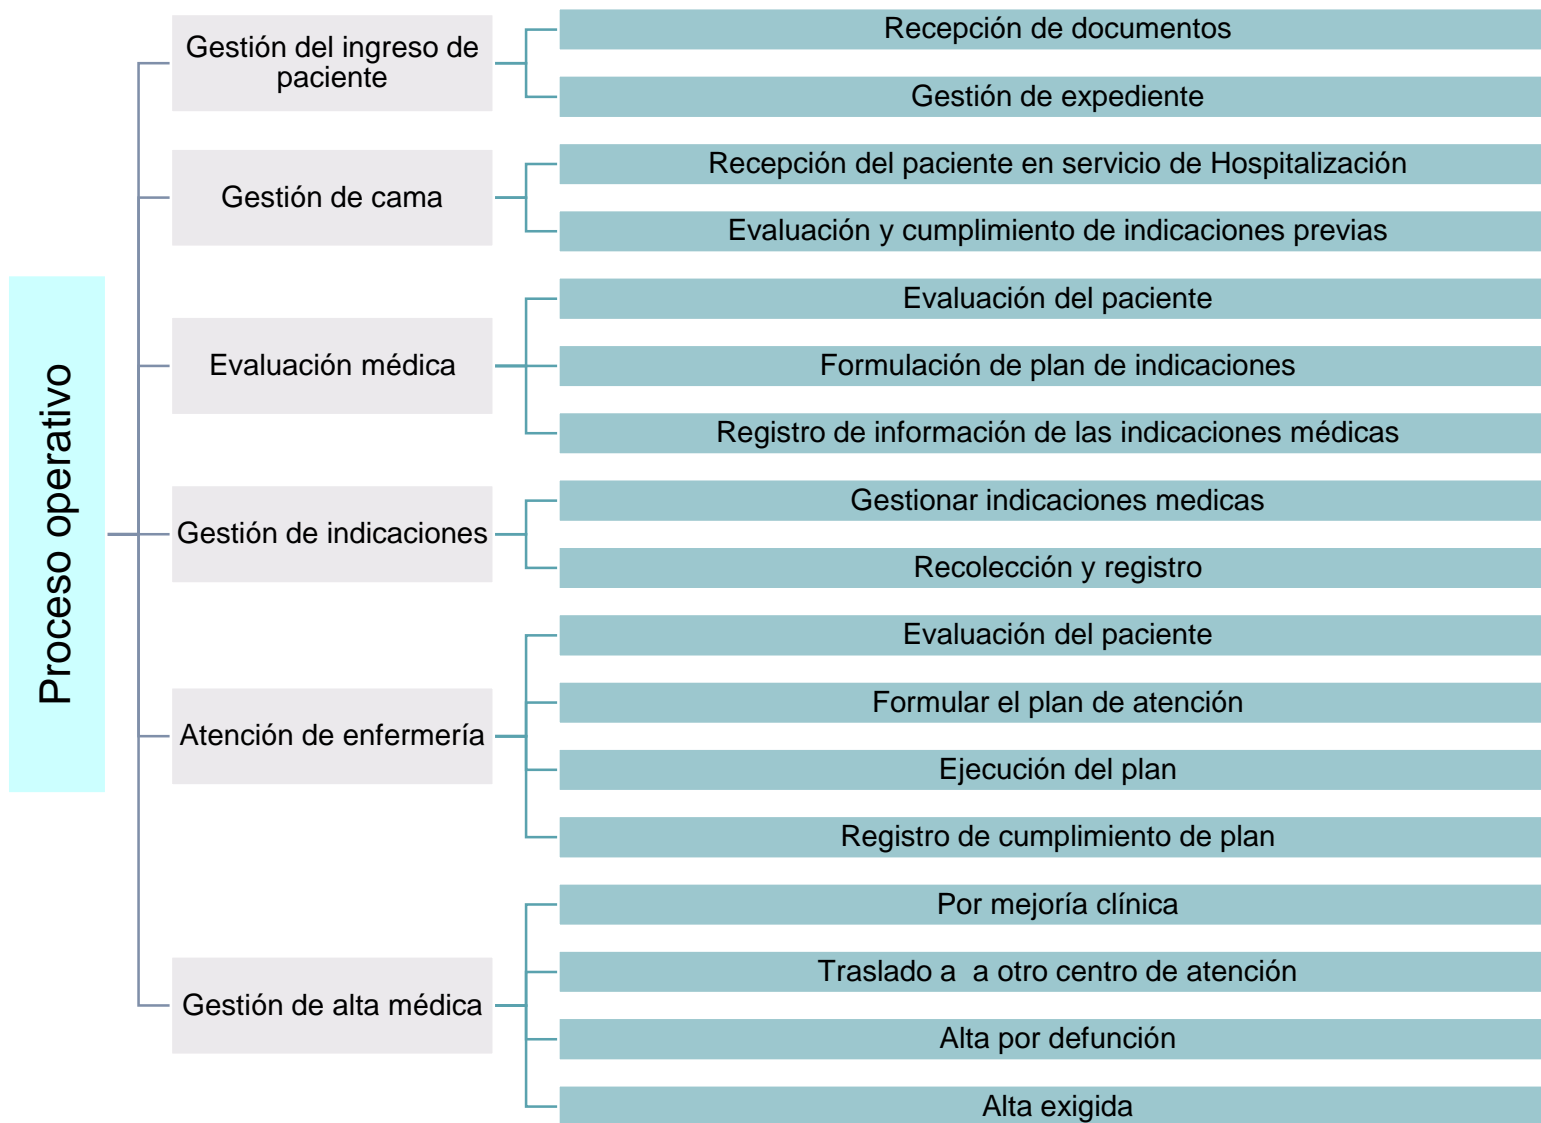 Proceso operativo
Gestión del ingreso de
paciente
Recepción de documentos
Gestión de expediente
Gestión de cama
Recepción del paciente en servicio de Hospitalización
Evaluación y cumplimiento de indicaciones previas
Evaluación médica
Evaluación del paciente
Formulación de plan de indicaciones
Registro de información de las indicaciones médicas
Gestión de indicaciones
Gestionar indicaciones medicas
Recolección y registro
Atención de enfermería
Evaluación del paciente
Formular el plan de atención
Ejecución del plan
Registro de cumplimiento de plan
Gestión de alta médica
Por mejoría clínica
Traslado a  a otro centro de atención
Alta por defunción
Alta exigida